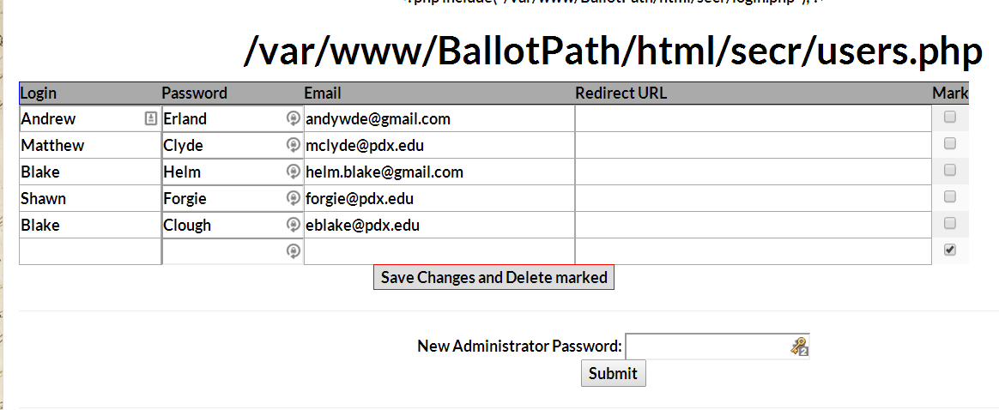 /var/www/BallotPath/html/secr/users.php
Login Password Email Redirect URL Mark
Andrew Erland andywde@gmail.com
Matthew Clyde mclyde@pdx.edu
Blake Helm helm.blake@gmail.com
Shawn Forgie forgie@pdx.edu
Blake Clough eblake@pdx.edu
Save Changes and Delete marked
New Administrator Password:
Submit